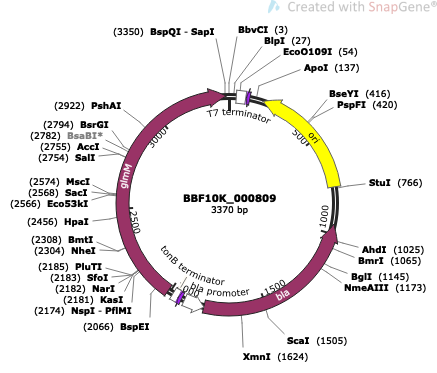 Created with SnapGene®
(3350) BspQI - SapI
BbvCI (3)
BlpI (27)
EcoO109I (54)
ApoI (137)
BseYI (416)
PspFI (420)
StuI (766)
AhdI (1025)
BmrI (1065)
BglI (1145)
NmeAIII (1173)
ScaI (1505)
XmnI (1624)
(2066) BspEI
(2174) NspI - PflMI
(2181) KasI
(2182) NarI
(2183) SfoI
(2185) PluTI
(2304) NheI
(2308) BmtI
(2456) HpaI
(2566) Eco53kI
(2568) SacI
(2574) MscI
(2754) SalI
(2755) AccI
(2782) BsaBI*
(2794) BsrGI
(2922) PshAI
T7 terminator
ori
500
1000
bla
1500
bla promoter
tonB terminator
2500
glmM
3000
BBF10K_000809
3370 bp